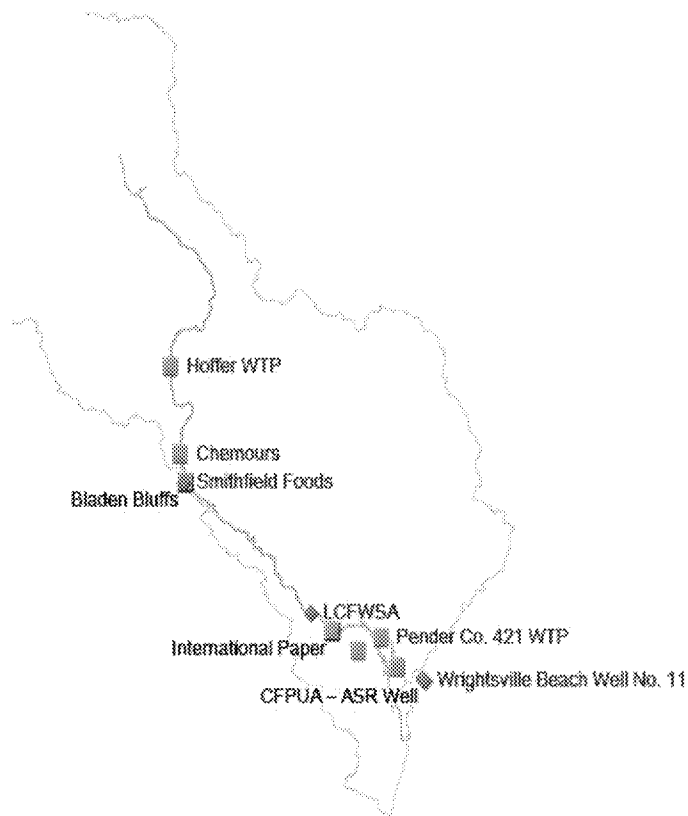 Hoffer WTP
Chemours
Smithfield Foods
Bladen Bluffs
LCFWSA
Pender Co. 421 WTP
International Paper
Wrightsville Beach Well No. 11
CFPUA – ASR Well